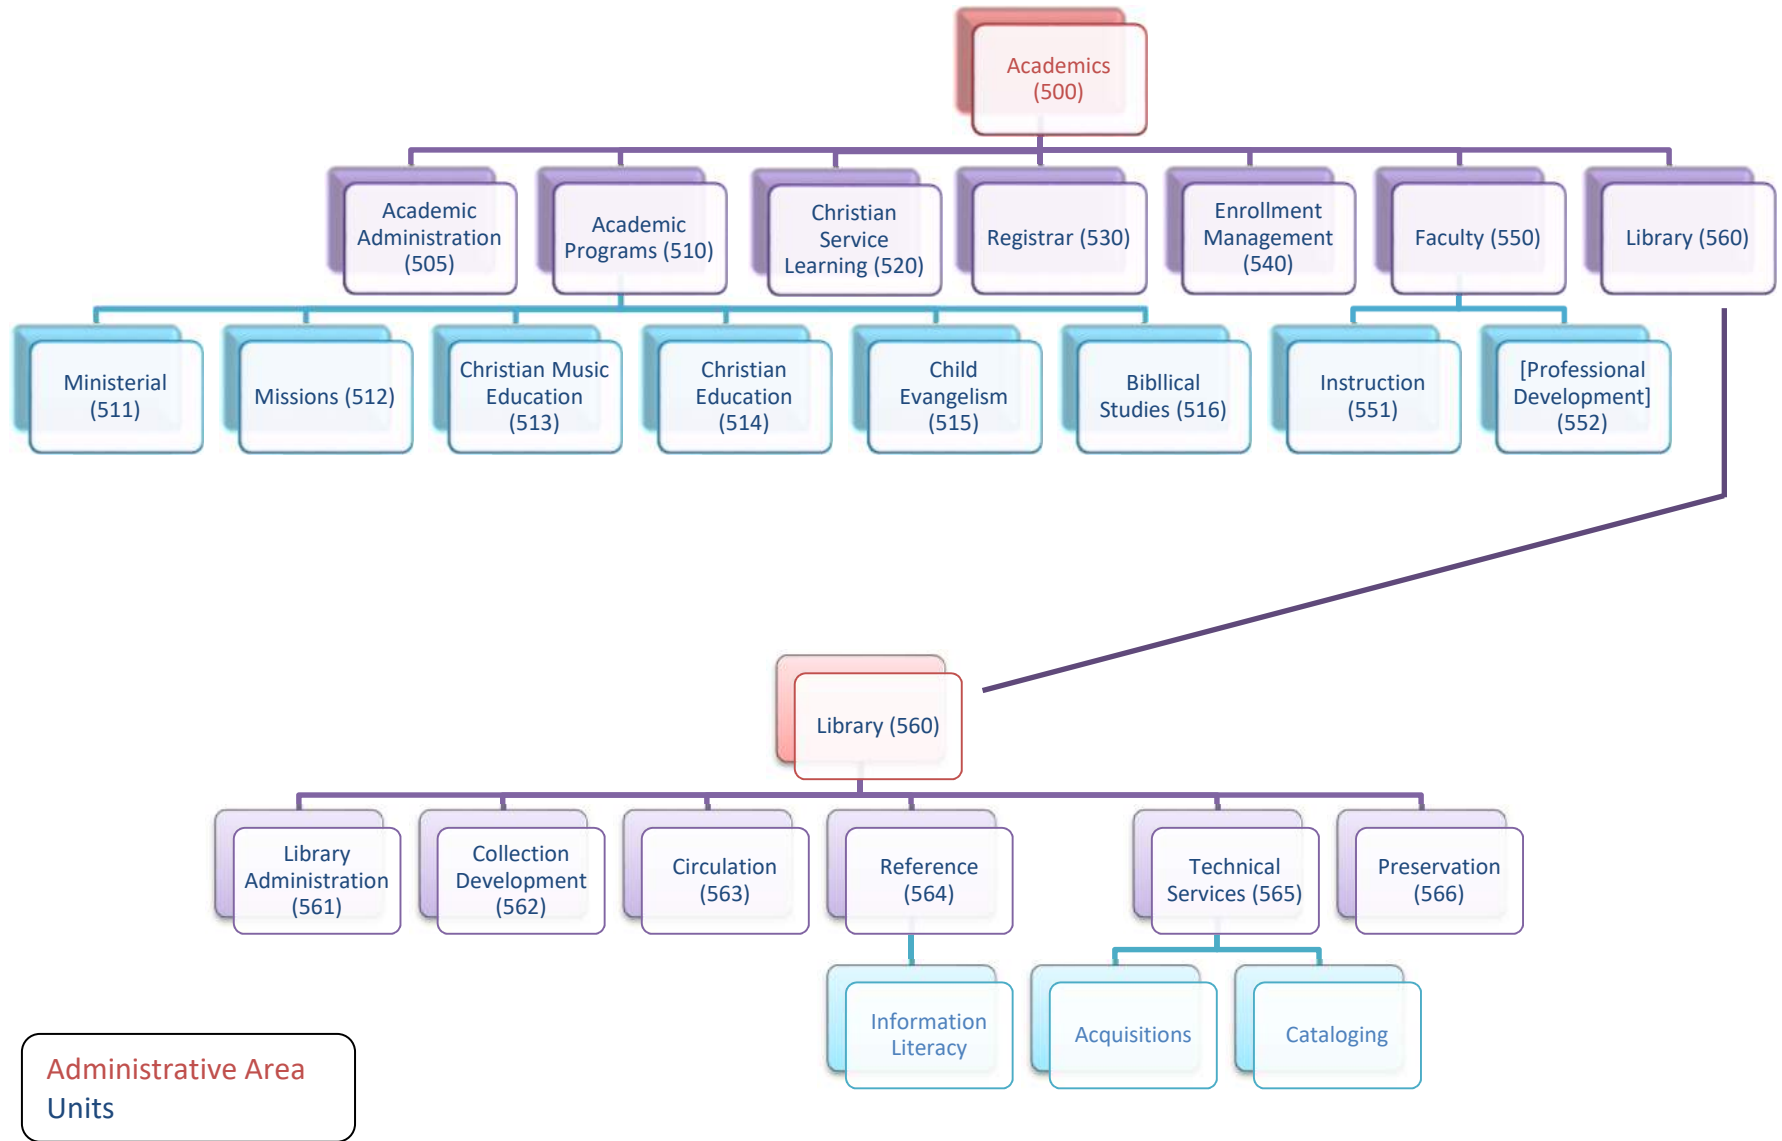 Academics
(500)
Academic
Administration
(505)
Academic
Programs (510)
Christian
Service
Learning (520)
Registrar (530)
Enrollment
Management
(540)
Faculty (550)
Library (560)
Ministerial
(511)
Missions (512)
Christian Music
Education
(513)
Christian
Education
(514)
Child
Evangelism
(515)
Bibllical
Studies (516)
Instruction
(551)
[Professional
Development]
(552)
Library (560)
Library
Administration
(561)
Collection
Development
(562)
Circulation
(563)
Reference
(564)
Technical
Services (565)
Preservation
(566)
Information
Literacy
Acquisitions
Cataloging
Administrative Area
Units